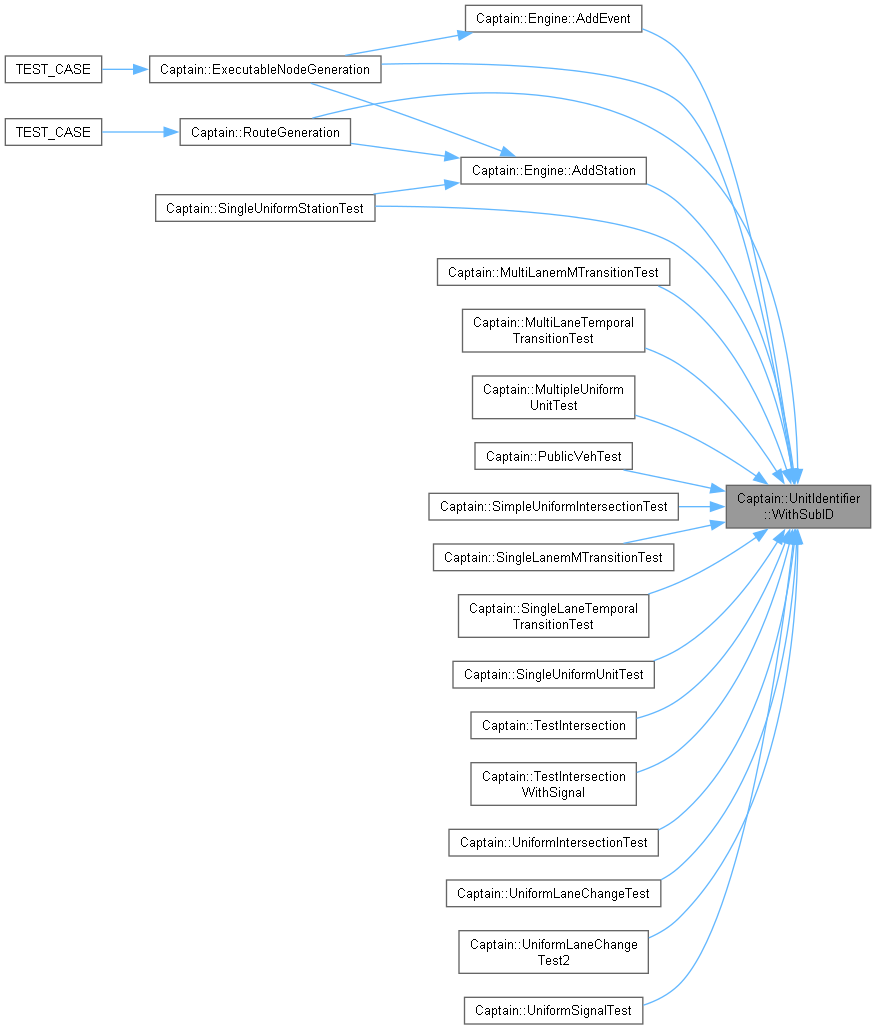 Captain::Engine::AddEvent
TEST_CASE
Captain::ExecutableNodeGeneration
TEST_CASE
Captain::RouteGeneration
Captain::Engine::AddStation
Captain::SingleUniformStationTest
Captain::MultiLanemMTransitionTest
Captain::MultiLaneTemporal
TransitionTest
Captain::MultipleUniform
UnitTest
Captain::PublicVehTest
Captain::UnitIdentifier
::WithSubID
Captain::SimpleUniformIntersectionTest
Captain::SingleLanemMTransitionTest
Captain::SingleLaneTemporal
TransitionTest
Captain::SingleUniformUnitTest
Captain::TestIntersection
Captain::TestIntersection
WithSignal
Captain::UniformIntersectionTest
Captain::UniformLaneChangeTest
Captain::UniformLaneChange
Test2
Captain::UniformSignalTest